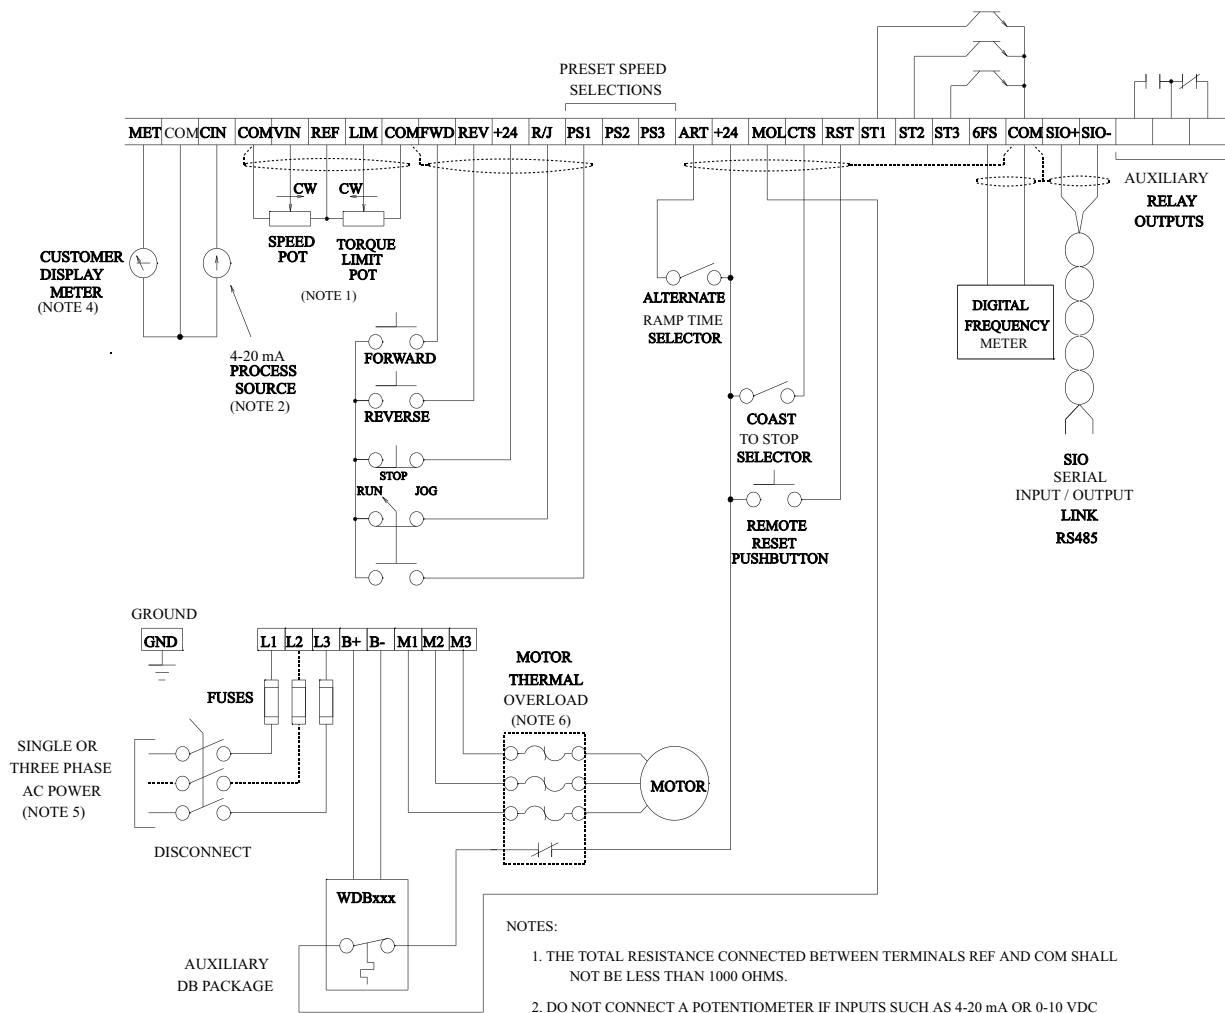 PRESET SPEED
SELECTIONS
MET COM CIN COM VIN REF LIM COM FWD REV +24 R/J PS1 PS2 PS3 ART +24 MOL CTS RST ST1 ST2 ST3 6FS COM SIO+ SIO-
AUXILIARY
RELAY
OUTPUTS
CW
CW
SPEED
POT
TORQUE
LIMIT
POT
(NOTE 1)
CUSTOMER
DISPLAY
METER
(NOTE 4)
4-20 mA
PROCESS
SOURCE
(NOTE 2)
FORWARD
REVERSE
STOP
RUN
JOG
ALTERNATE
RAMP TIME
SELECTOR
COAST
TO STOP
SELECTOR
REMOTE
RESET
PUSHBUTTON
DIGITAL
FREQUENCY
METER
SIO
SERIAL
INPUT / OUTPUT
LINK
RS485
GROUND
GND
L1 L2 L3 B+ B- M1 M2 M3
FUSES
MOTOR
THERMAL
OVERLOAD
(NOTE 6)
SINGLE OR
THREE PHASE
AC POWER
(NOTE 5)
DISCONNECT
MOTOR
WDBxxx
AUXILIARY
DB PACKAGE
NOTES:
1. THE TOTAL RESISTANCE CONNECTED BETWEEN TERMINALS REF AND COM SHALL
NOT BE LESS THAN 1000 OHMS.
2. DO NOT CONNECT A POTENTIOMETER IF INPUTS SUCH AS 4-20 mA OR 0-10 VDC